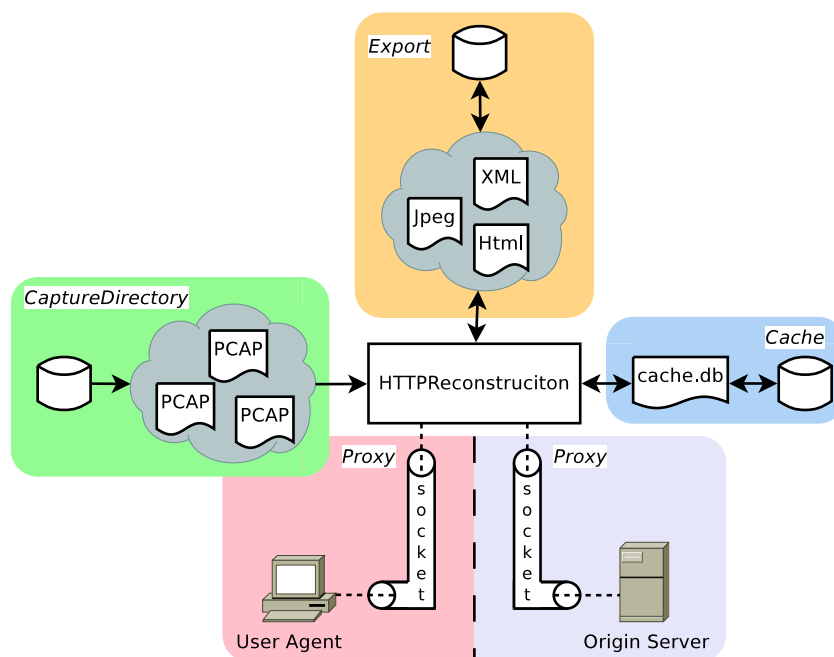 Export
XML
Jpeg
Html
CaptureDirectory
PCAP
PCAP
PCAP
HTTPReconstruciton
Cache
cache.db
Proxy
Proxy
socket
socket
User Agent
Origin Server